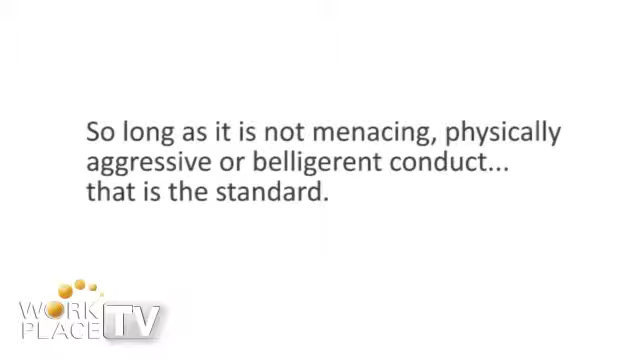 So long as it is not menacing, physically
aggressive or belligerent conduct...
that is the standard.
WORK
PLACE TV